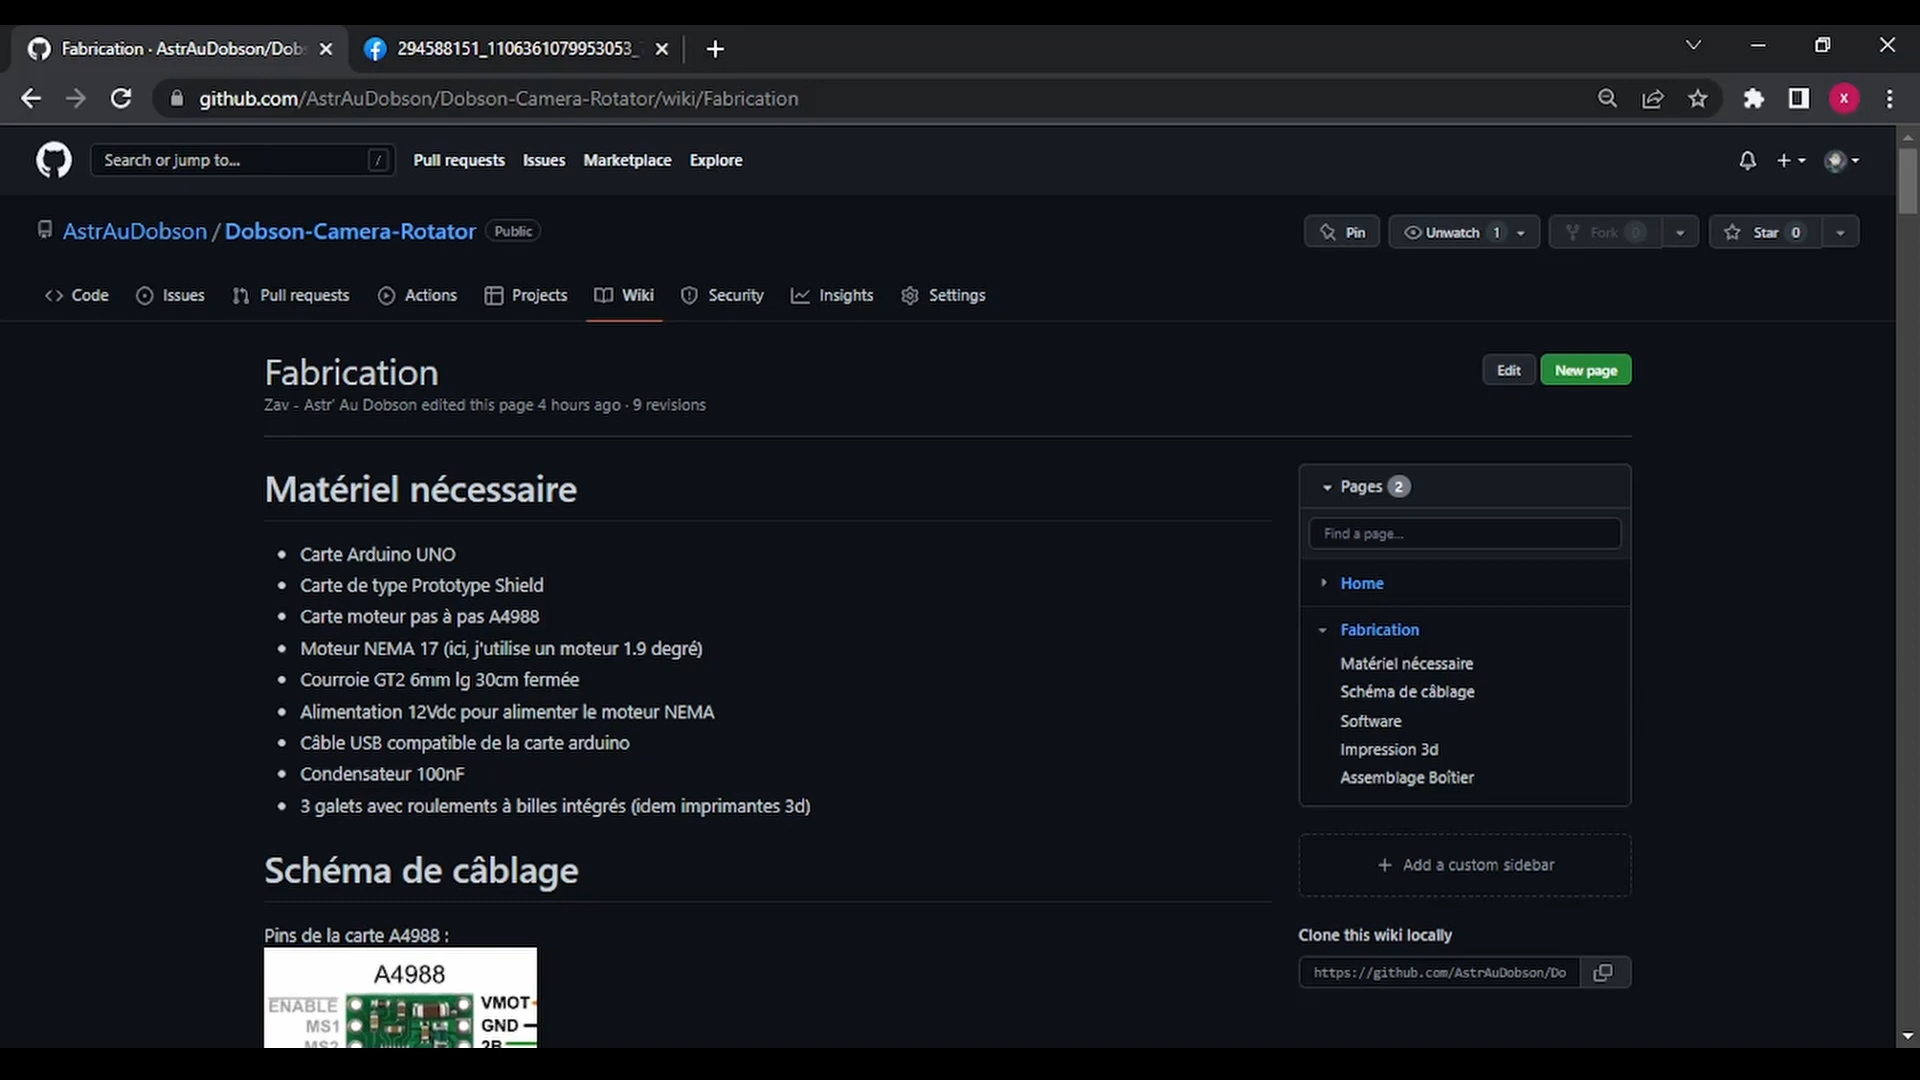 Fabrication · AstrAuDobson/Dobs
294588151_1106361079953053_
github.com/AstrAuDobson/Dobson-Camera-Rotator/wiki/Fabrication
x
Search or jump to...
/
Pull requests
Issues
Marketplace
Explore
AstrAuDobson / Dobson-Camera-Rotator
Public
Pin
Unwatch 1
Fork 0
Star 0
Code
Issues
Pull requests
Actions
Projects
Wiki
Security
Insights
Settings
Fabrication
Edit
New page
Zav - Astr' Au Dobson edited this page 4 hours ago · 9 revisions
Matériel nécessaire
• Carte Arduino UNO
• Carte de type Prototype Shield
• Carte moteur pas à pas A4988
• Moteur NEMA 17 (ici, j'utilise un moteur 1.9 degré)
• Courroie GT2 6mm lg 30cm fermée
• Alimentation 12Vdc pour alimenter le moteur NEMA
• Câble USB compatible de la carte arduino
• Condensateur 100nF
• 3 galets avec roulements à billes intégrés (idem imprimantes 3d)
Schéma de câblage
Pins de la carte A4988 :
A4988
ENABLE
VMOT
MS1
GND
MS2
2B
Pages 2
Find a page...
Home
Fabrication
Matériel nécessaire
Schéma de câblage
Software
Impression 3d
Assemblage Boîtier
+ Add a custom sidebar
Clone this wiki locally
https://github.com/AstrAuDobson/Do